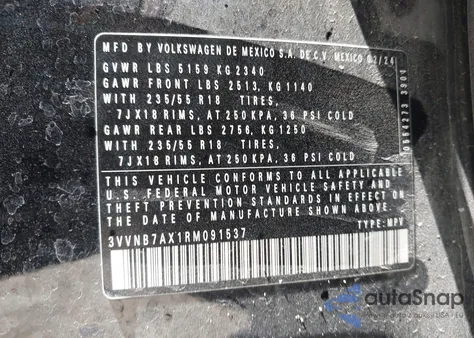 MFD BY VOLKSWAGEN DE MEXICO S.A. DE C.V. MEXICO 02/24
GVWR LBS 5159 KG 2340
GAWR FRONT LBS 2513, KG 1140
WITH 235/55 R18 TIRES,
7JX18 RIMS, AT 250 KPA, 36 PSI COLD
GAWR REAR LBS 2756, KG 1250
WITH 235/55 R18 TIRES,
7JX18 RIMS, AT 250 KPA, 36 PSI COLD
THIS VEHICLE CONFORMS TO ALL APPLICABLE
U.S. FEDERAL MOTOR VEHICLE SAFETY AND
THEFT PREVENTION STANDARDS IN EFFECT ON
THE DATE OF MANUFACTURE SHOWN ABOVE.
3VVNB7AX1RM091537 TYPE: MPV
autoSnap